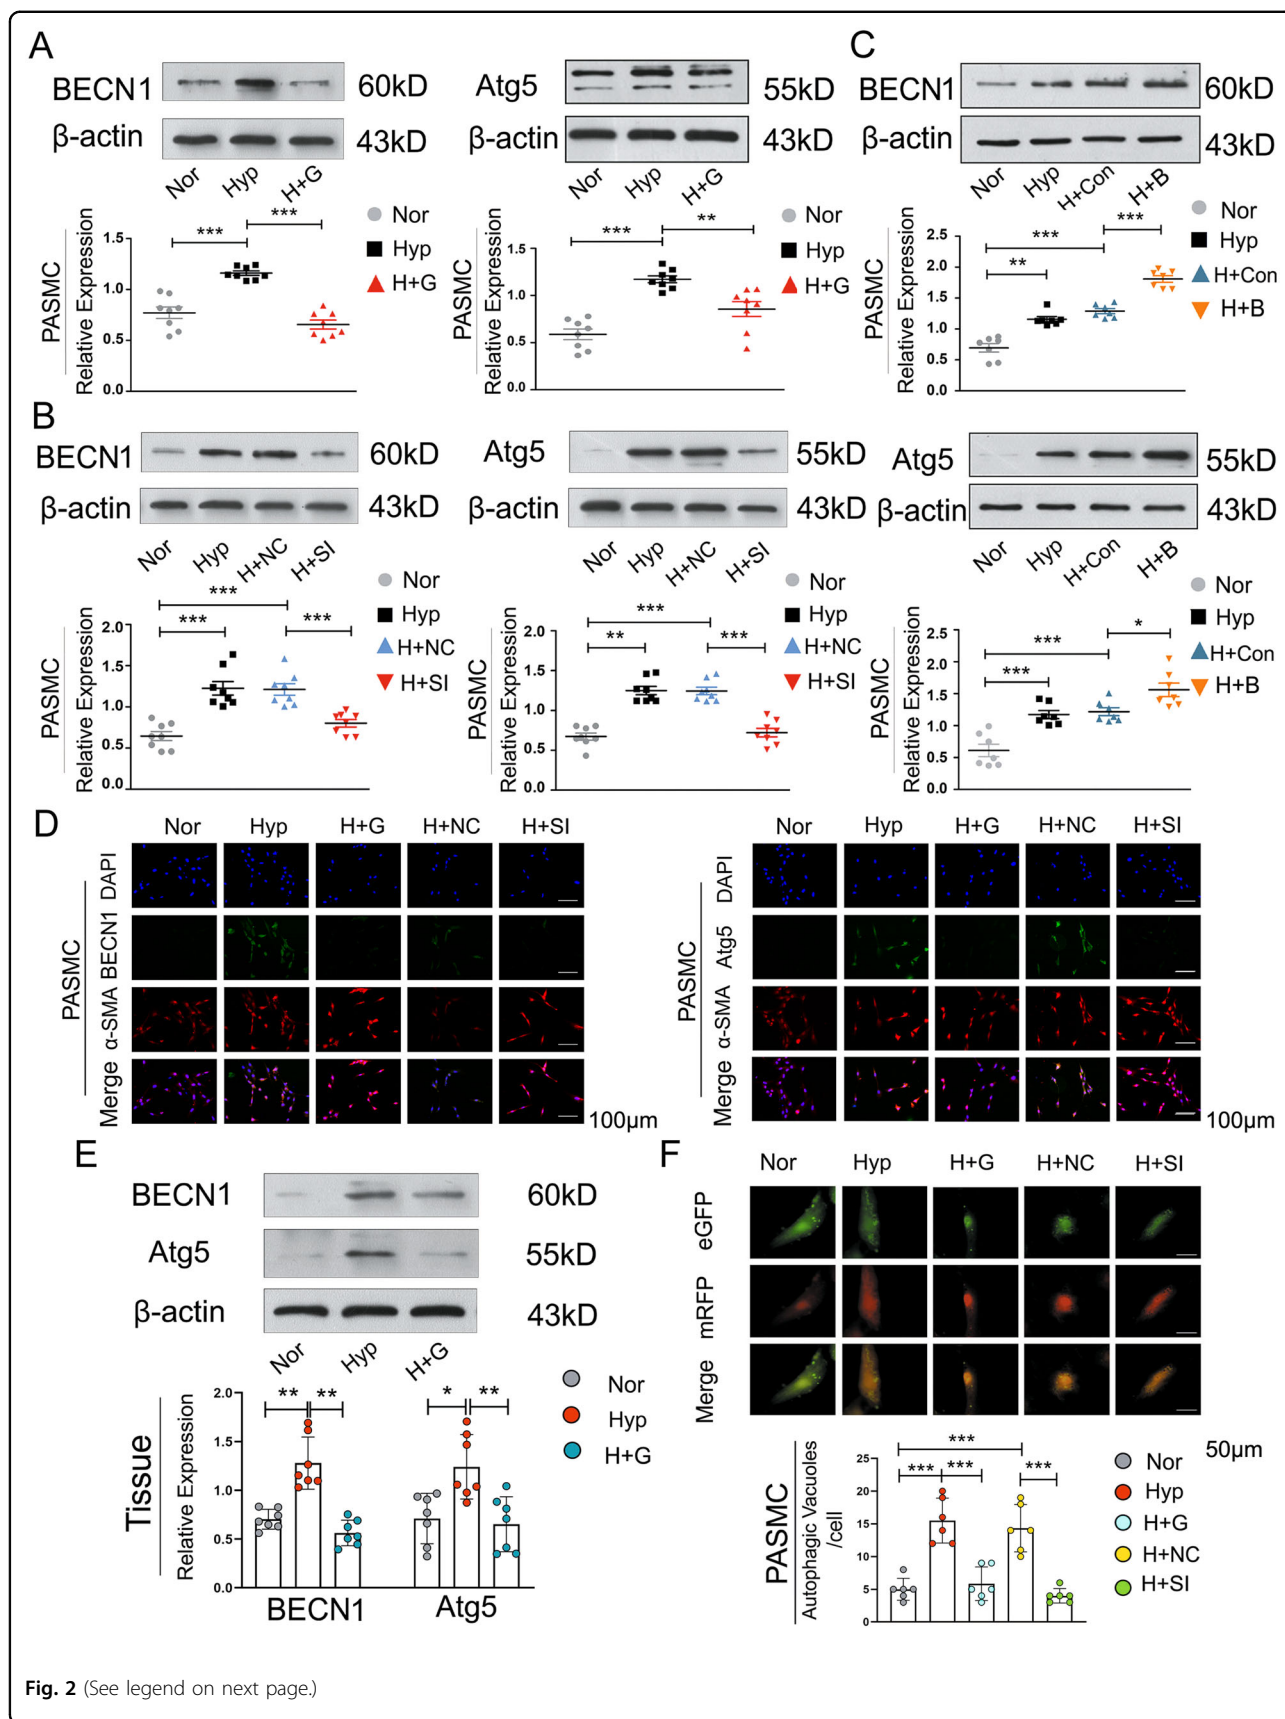 A
BECN1
60kD
β-actin
43kD
Nor
Hyp
H+G
***
***
Nor
Hyp
H+G
PASMC
Relative Expression
1.5
1.0
0.5
0.0
Atg5
55kD
β-actin
43kD
Nor
Hyp
H+G
***
**
Nor
Hyp
H+G
PASMC
Relative Expression
1.5
1.0
0.5
0.0
C
BECN1
60kD
β-actin
43kD
Nor
Hyp
H+Con
H+B
***
***
**
Nor
Hyp
H+Con
H+B
PASMC
Relative Expression
2.5
2.0
1.5
1.0
0.5
0.0
B
BECN1
60kD
β-actin
43kD
Nor
Hyp
H+NC
H+SI
***
***
***
Nor
Hyp
H+NC
H+SI
PASMC
Relative Expression
2.0
1.5
1.0
0.5
0.0
Atg5
55kD
β-actin
43kD
Nor
Hyp
H+NC
H+SI
***
**
***
Nor
Hyp
H+NC
H+SI
PASMC
Relative Expression
2.0
1.5
1.0
0.5
0.0
Atg5
55kD
β-actin
43kD
Nor
Hyp
H+Con
H+B
***
***
*
Nor
Hyp
H+Con
H+B
PASMC
Relative Expression
2.5
2.0
1.5
1.0
0.5
0.0
D
Nor
Hyp
H+G
H+NC
H+SI
PASMC
DAPI
BECN1
α-SMA
Merge
100μm
Nor
Hyp
H+G
H+NC
H+SI
PASMC
DAPI
Atg5
α-SMA
Merge
100μm
E
BECN1
60kD
Atg5
55kD
β-actin
43kD
Nor
Hyp
H+G
**
**
*
**
Nor
Hyp
H+G
Tissue
Relative Expression
2.0
1.5
1.0
0.5
0.0
BECN1
Atg5
F
Nor
Hyp
H+G
H+NC
H+SI
eGFP
mRFP
Merge
50μm
***
***
***
***
Nor
Hyp
H+G
H+NC
H+SI
PASMC
Autophagic Vacuoles
/cell
25
20
15
10
5
0
Fig. 2 (See legend on next page.)